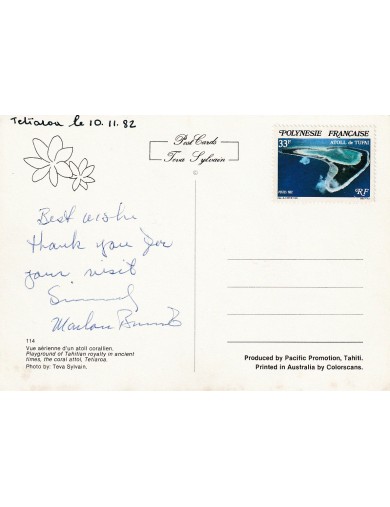 Tetiaroa le 10.11.82
Post Cards
Teva Sylvain
©
POLYNESIE FRANÇAISE
33F
ATOLL de TUPAI
RF
Best wishe
thank you for
your visit
Sincerely
Marlon Brando
114
Vue aérienne d'un atoll corallien.
Playground of Tahitian royalty in ancient
times, the coral attol, Tetiaroa.
Photo by: Teva Sylvain.
Produced by Pacific Promotion, Tahiti.
Printed in Australia by Colorscans.